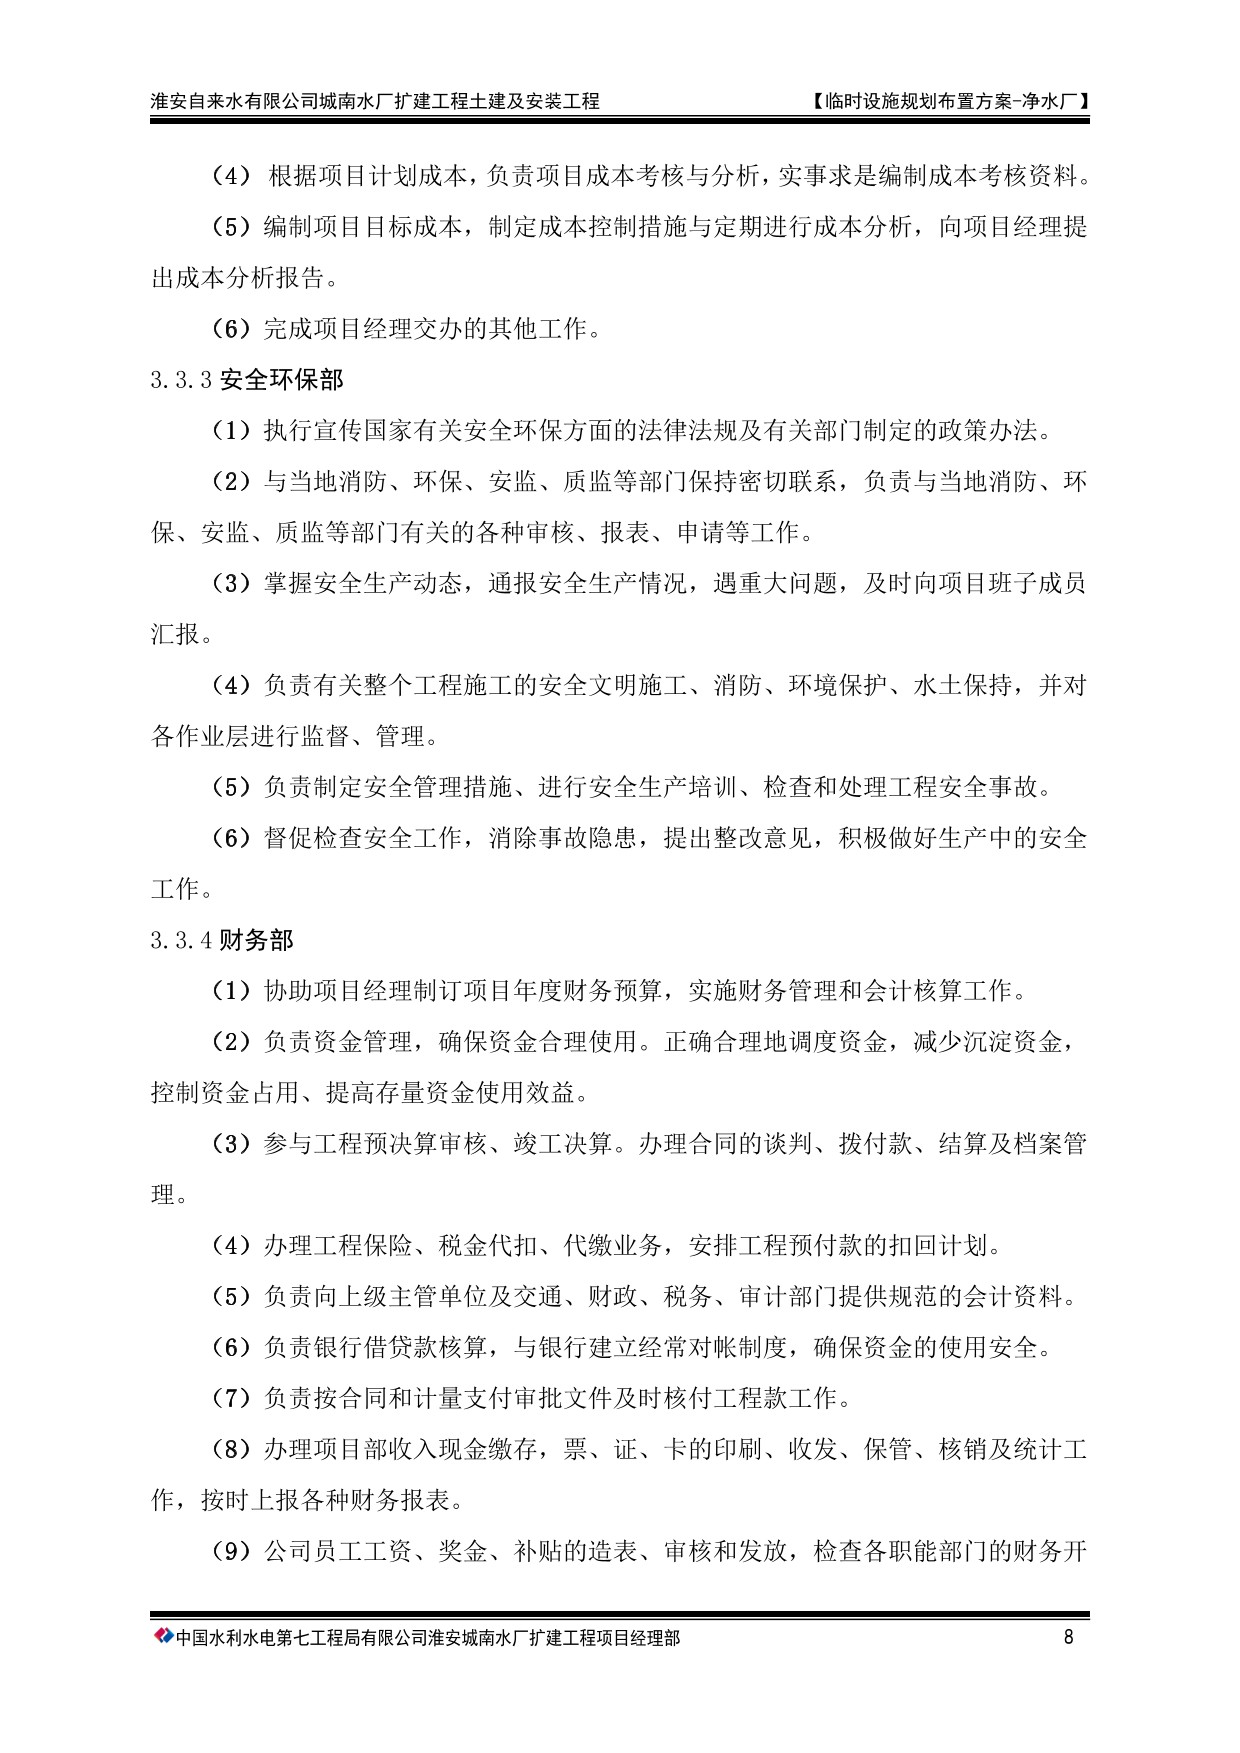 淮安自来水有限公司城南水厂扩建工程土建及安装工程 【临时设施规划布置方案-净水厂】
（4） 根据项目计划成本，负责项目成本考核与分析，实事求是编制成本考核资料。
（5）编制项目目标成本，制定成本控制措施与定期进行成本分析，向项目经理提
出成本分析报告。
（6）完成项目经理交办的其他工作。
3.3.3 安全环保部
（1）执行宣传国家有关安全环保方面的法律法规及有关部门制定的政策办法。
（2）与当地消防、环保、安监、质监等部门保持密切联系，负责与当地消防、环
保、安监、质监等部门有关的各种审核、报表、申请等工作。
（3）掌握安全生产动态，通报安全生产情况，遇重大问题，及时向项目班子成员
汇报。
（4）负责有关整个工程施工的安全文明施工、消防、环境保护、水土保持，并对
各作业层进行监督、管理。
（5）负责制定安全管理措施、进行安全生产培训、检查和处理工程安全事故。
（6）督促检查安全工作，消除事故隐患，提出整改意见，积极做好生产中的安全
工作。
3.3.4 财务部
（1）协助项目经理制订项目年度财务预算，实施财务管理和会计核算工作。
（2）负责资金管理，确保资金合理使用。正确合理地调度资金，减少沉淀资金，
控制资金占用、提高存量资金使用效益。
（3）参与工程预决算审核、竣工决算。办理合同的谈判、拨付款、结算及档案管
理。
（4）办理工程保险、税金代扣、代缴业务，安排工程预付款的扣回计划。
（5）负责向上级主管单位及交通、财政、税务、审计部门提供规范的会计资料。
（6）负责银行借贷款核算，与银行建立经常对帐制度，确保资金的使用安全。
（7）负责按合同和计量支付审批文件及时核付工程款工作。
（8）办理项目部收入现金缴存，票、证、卡的印刷、收发、保管、核销及统计工
作，按时上报各种财务报表。
（9）公司员工工资、奖金、补贴的造表、审核和发放，检查各职能部门的财务开
中国水利水电第七工程局有限公司淮安城南水厂扩建工程项目经理部 8